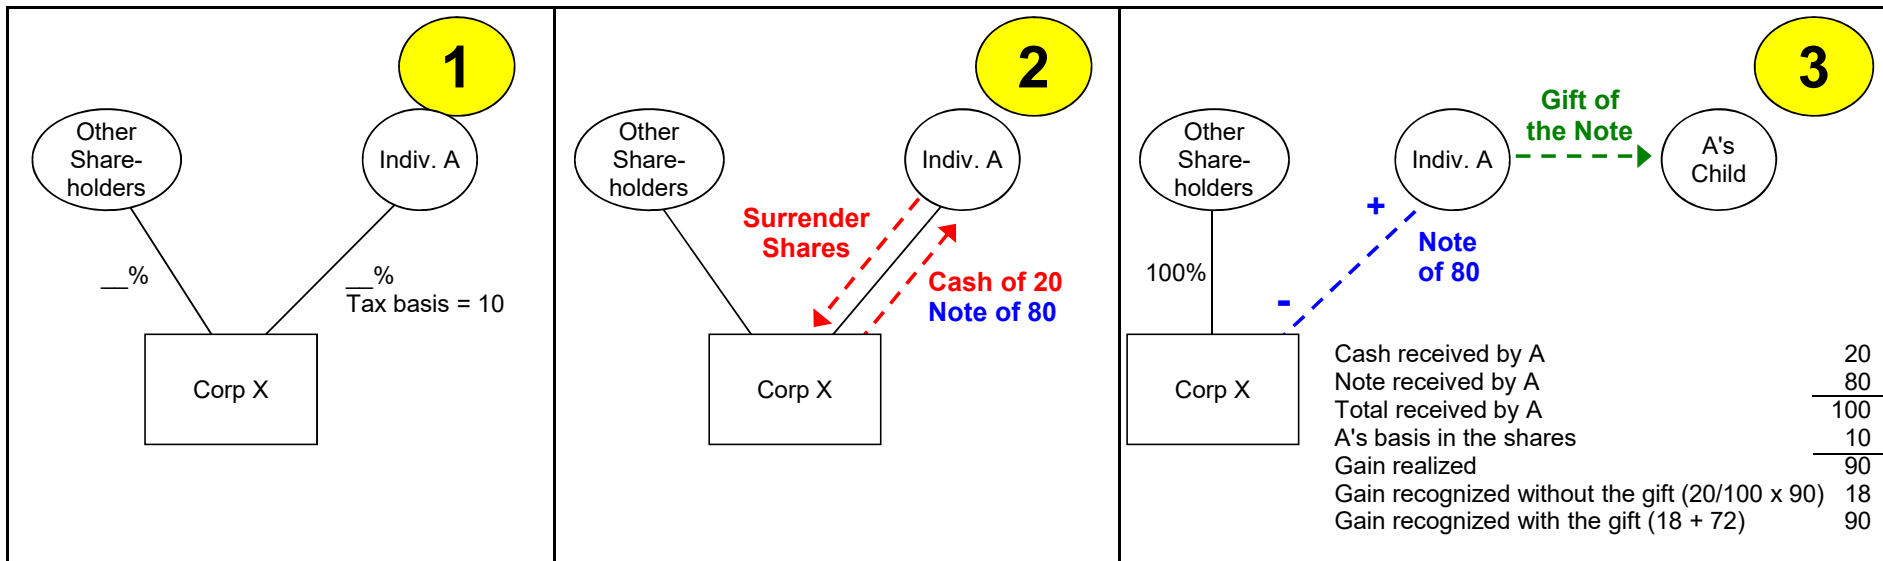 1
Other
Share-
holders
Indiv. A
__%
__%
Tax basis = 10
Corp X
2
Other
Share-
holders
Indiv. A
Surrender
Shares
Cash of 20
Note of 80
Corp X
3
Other
Share-
holders
Indiv. A
Gift of
the Note
A's
Child
+
Note
of 80
100%
-
Corp X
Cash received by A 20
Note received by A 80
Total received by A 100
A's basis in the shares 10
Gain realized 90
Gain recognized without the gift (20/100 x 90) 18
Gain recognized with the gift (18 + 72) 90